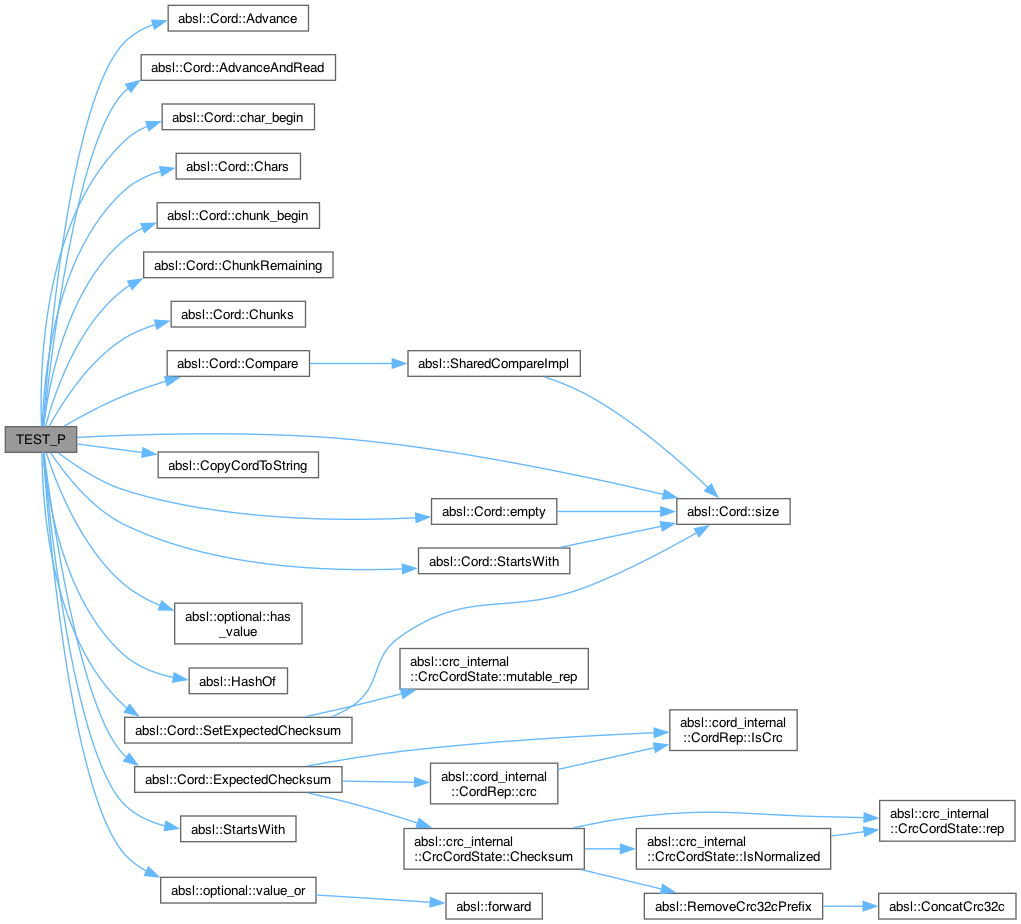 absl::Cord::Advance
absl::Cord::AdvanceAndRead
absl::Cord::char_begin
absl::Cord::Chars
absl::Cord::chunk_begin
absl::Cord::ChunkRemaining
absl::Cord::Chunks
absl::Cord::Compare
absl::SharedCompareImpl
TEST_P
absl::CopyCordToString
absl::Cord::empty
absl::Cord::size
absl::Cord::StartsWith
absl::optional::has
_value
absl::HashOf
absl::crc_internal
::CrcCordState::mutable_rep
absl::Cord::SetExpectedChecksum
absl::cord_internal
::CordRep::IsCrc
absl::Cord::ExpectedChecksum
absl::cord_internal
::CordRep::crc
absl::StartsWith
absl::crc_internal
::CrcCordState::Checksum
absl::crc_internal
::CrcCordState::IsNormalized
absl::crc_internal
::CrcCordState::rep
absl::optional::value_or
absl::forward
absl::RemoveCrc32cPrefix
absl::ConcatCrc32c